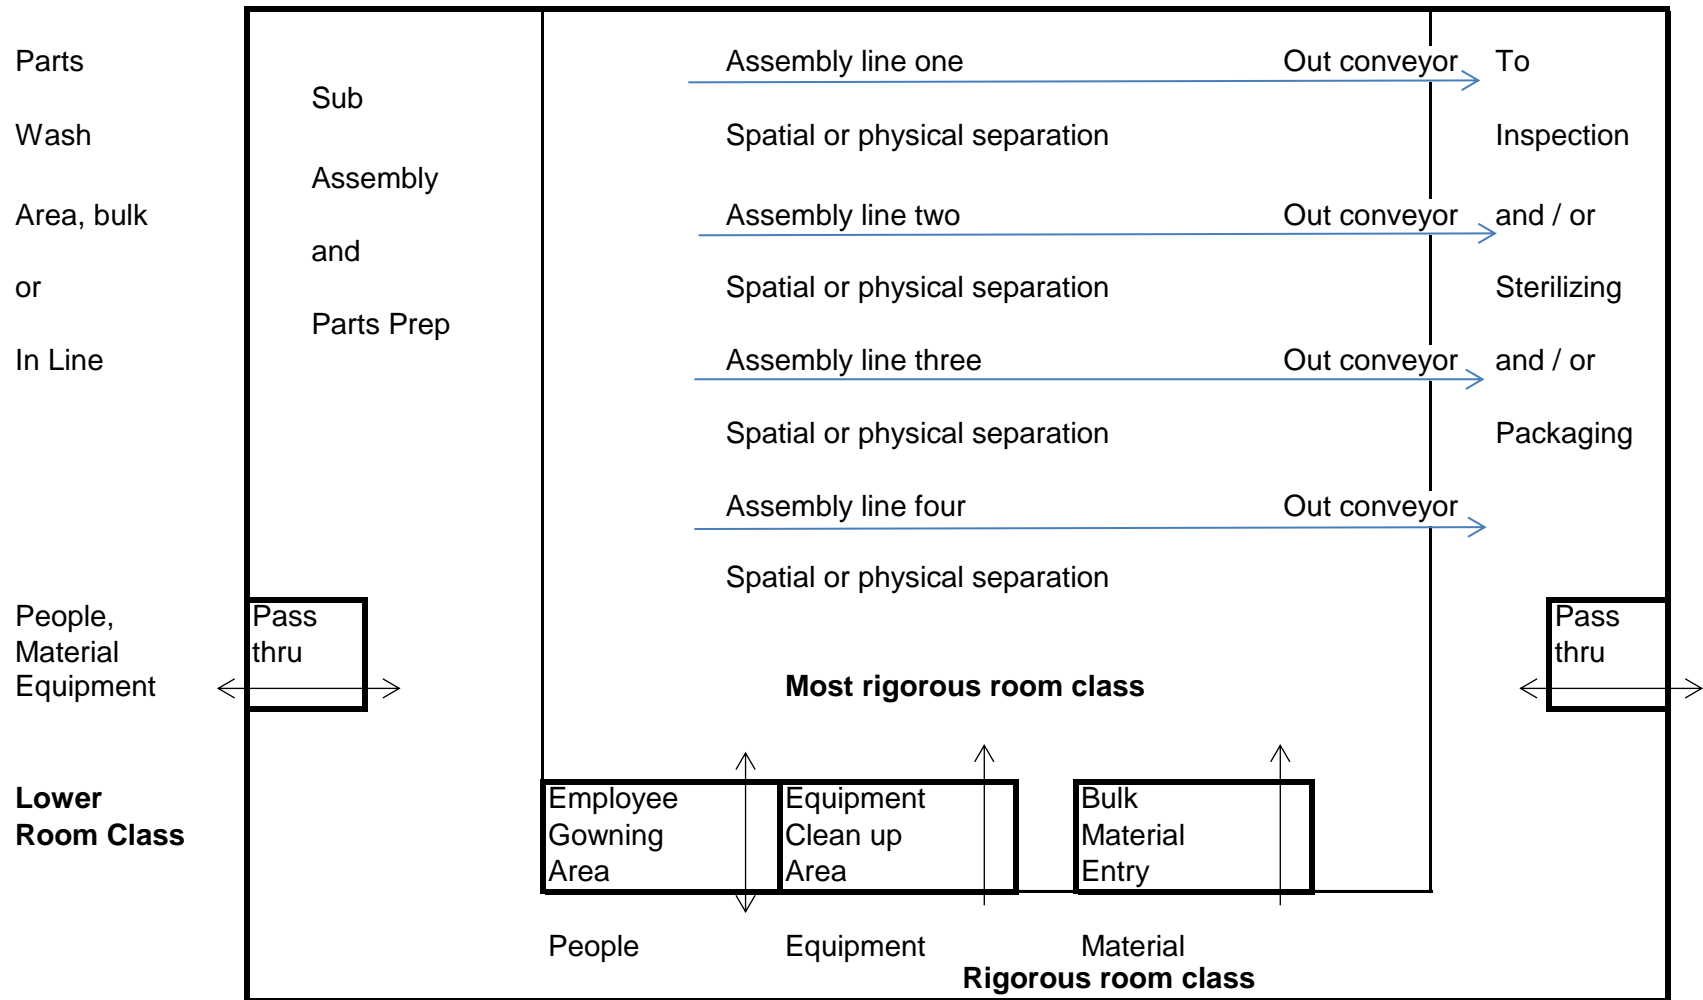 Parts
Wash
Area, bulk
or
In Line
Sub
Assembly
and
Parts Prep
Assembly line one
Out conveyor
Spatial or physical separation
Assembly line two
Out conveyor
Spatial or physical separation
Assembly line three
Out conveyor
Spatial or physical separation
Assembly line four
Out conveyor
Spatial or physical separation
To
Inspection
and / or
Sterilizing
and / or
Packaging
People,
Material
Equipment
Pass
thru
Most rigorous room class
Pass
thru
Lower
Room Class
Employee
Gowning
Area
Equipment
Clean up
Area
Bulk
Material
Entry
People
Equipment
Material
Rigorous room class